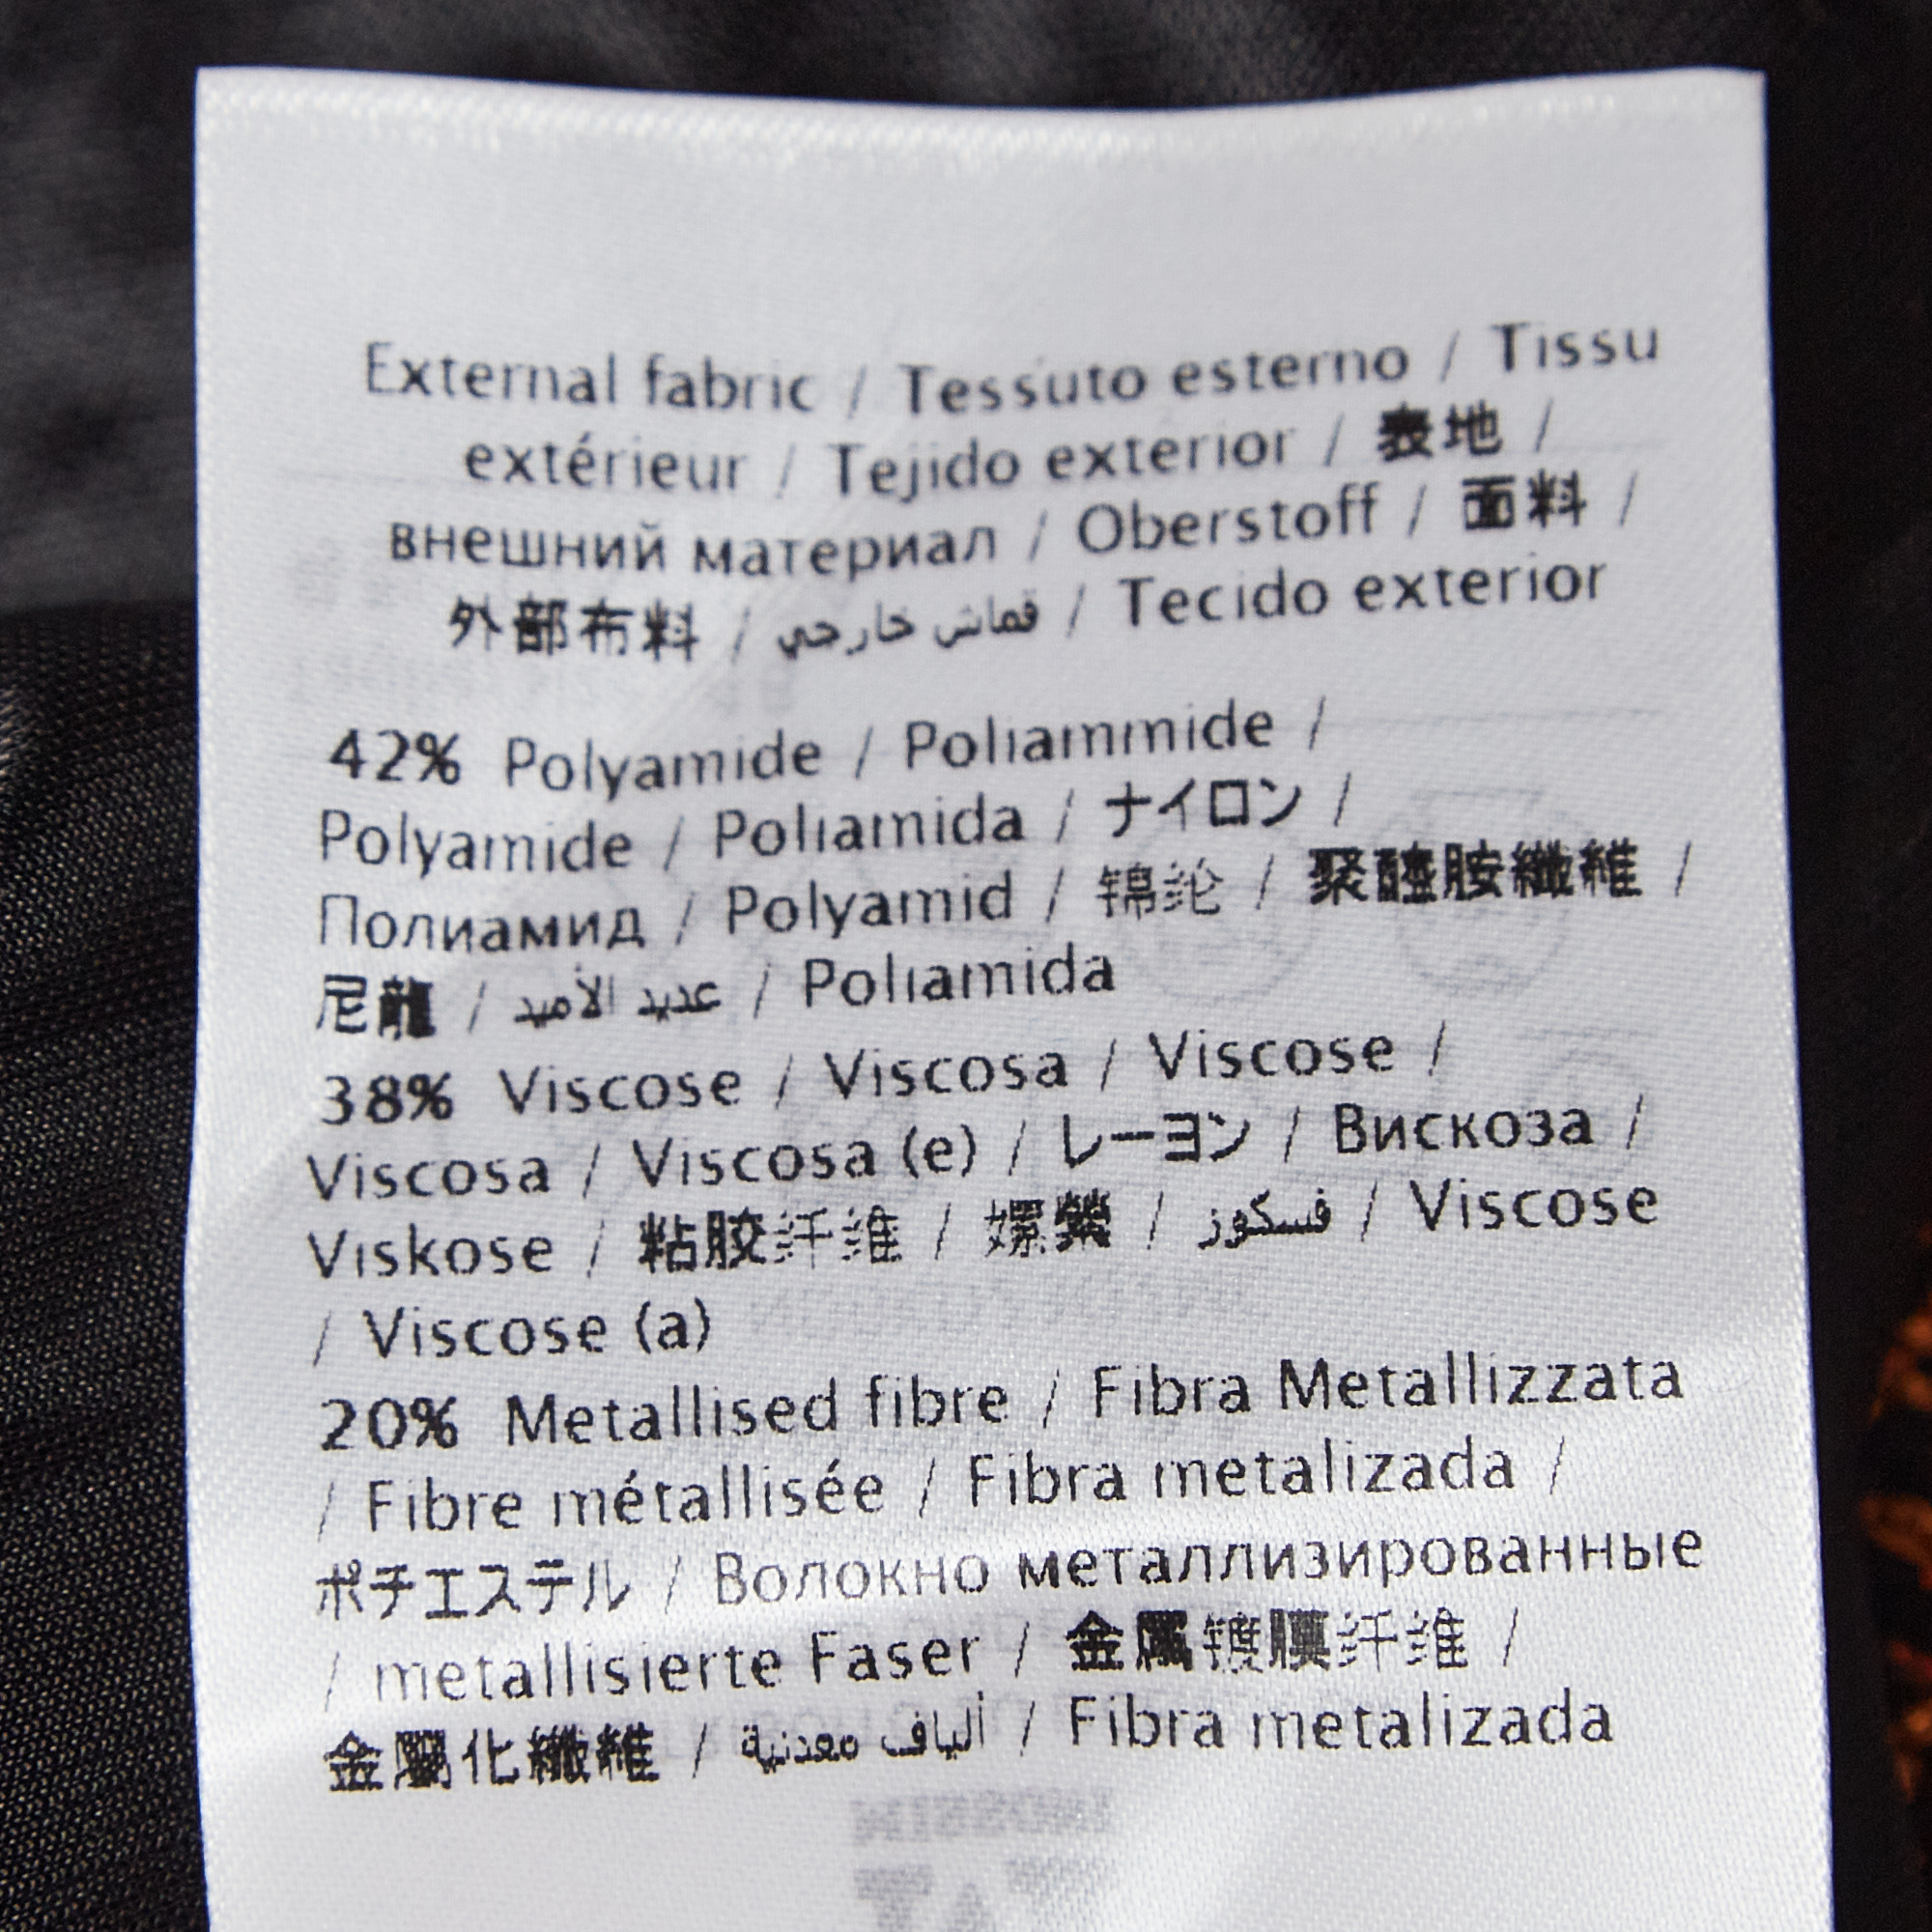 External fabric / Tessuto esterno / Tissu
extérieur / Tejido exterior / 表地 /
внешний материал / Oberstoff / 面料 /
外部布料 / قماش خارجي / Tecido exterior
42% Polyamide / Poliammide /
Polyamide / Poliamida / ナイロン /
Полиамид / Polyamid / 锦纶 / 聚醯胺纖維 /
尼龍 / عديد الأميد / Poliamida
38% Viscose / Viscosa / Viscose /
Viscosa / Viscosa (e) / レーヨン / Вискоза /
Viskose / 粘胶纤维 / 嫘縈 / فسكوز / Viscose
/ Viscose (a)
20% Metallised fibre / Fibra Metallizzata
/ Fibre métallisée / Fibra metalizada /
ポチエステル / Волокно металлизированные
/ metallisierte Faser / 金属镀膜纤维 /
金屬化纖維 / ألياف معدنية / Fibra metalizada